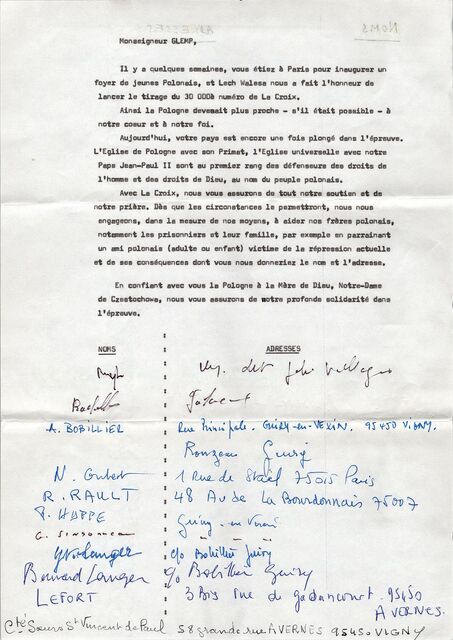 NOMS
ADRESSES
Monseigneur GLEMP,
Il y a quelques semaines, vous étiez à Paris pour inaugurer un
foyer de jeunes Polonais, et Lech Walesa nous a fait l'honneur de
lancer le tirage du 30 000è numéro de La Croix.
Ainsi la Pologne devenait plus proche - s'il était possible - à
notre coeur et à notre foi.
Aujourd'hui, votre pays est encore une fois plongé dans l'épreuve.
L'Eglise de Pologne avec son Primat, l'Eglise universelle avec notre
Pape Jean-Paul II sont au premier rang des défenseurs des droits de
l'homme et des droits de Dieu, au nom du peuple polonais.
Avec La Croix, nous vous assurons de tout notre soutien et de
notre prière. Dès que les circonstances le permettront, nous nous
engageons, dans la mesure de nos moyens, à aider nos frères polonais,
notamment les prisonniers et leur famille, par exemple en parrainant
un ami polonais (adulte ou enfant) victime de la répression actuelle
et de ses conséquences dont vous nous donneriez le nom et l'adresse.
En confiant avec vous la Pologne à la Mère de Dieu, Notre-Dame
de Czestochowa, nous vous assurons de notre profonde solidarité dans
l'épreuve.
NOMS ADRESSES
A. BOBILLIER Rue Principale. GUIRY-en-VEXIN. 95450 VIGNY.
Guiry
N. Gubert 1 Rue de Staël 75015 Paris
R. RAULT 48 Av de La Bourdonnais 75007
P. HUPPE Guiry-en-Vexin
c/o Bobillier Guiry
Bernard Langer c/o Bobillier Guiry
LEFORT 3 Bis rue de gadancourt. 95450
AVERNES.
Cté Soeurs St Vincent de Paul 58 grande rue AVERNES 95450 VIGNY